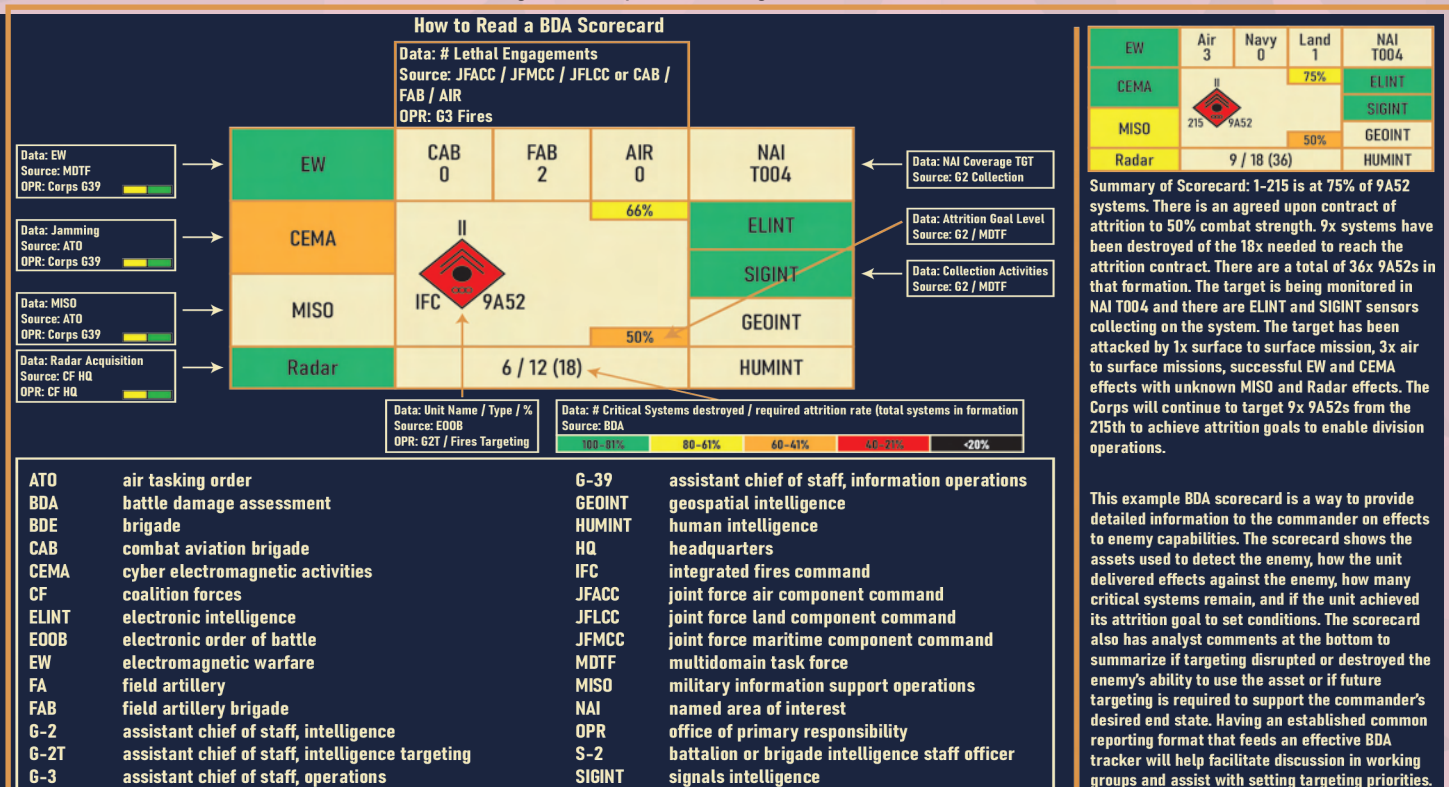 How to Read a BDA Scorecard
Data: # Lethal Engagements
Source: JFACC / JFMCC / JFLCC or CAB /
FAB / AIR
OPR: G3 Fires
Data: EW
Source: MDTF
OPR: Corps G39
Data: Jamming
Source: ATO
OPR: Corps G39
Data: MISO
Source: ATO
OPR: Corps G39
Data: Radar Acquisition
Source: CF HQ
OPR: CF HQ
EW
CAB
0
FAB
2
AIR
0
NAI
T004
CEMA
66%
ELINT
II
SIGINT
MISO
IFC
9A52
GEOINT
50%
Radar
6 / 12 (18)
HUMINT
Data: NAI Coverage TGT
Source: G2 Collection
Data: Attrition Goal Level
Source: G2 / MDTF
Data: Collection Activities
Source: G2 / MDTF
Data: Unit Name / Type / %
Source: EOOB
OPR: G2T / Fires Targeting
Data: # Critical Systems destroyed / required attrition rate (total systems in formation
Source: BDA
100-81% 80-61% 60-41% 40-21% <20%
ATO air tasking order
BDA battle damage assessment
BDE brigade
CAB combat aviation brigade
CEMA cyber electromagnetic activities
CF coalition forces
ELINT electronic intelligence
EOOB electronic order of battle
EW electromagnetic warfare
FA field artillery
FAB field artillery brigade
G-2 assistant chief of staff, intelligence
G-2T assistant chief of staff, intelligence targeting
G-3 assistant chief of staff, operations
G-39 assistant chief of staff, information operations
GEOINT geospatial intelligence
HUMINT human intelligence
HQ headquarters
IFC integrated fires command
JFACC joint force air component command
JFLCC joint force land component command
JFMCC joint force maritime component command
MDTF multidomain task force
MISO military information support operations
NAI named area of interest
OPR office of primary responsibility
S-2 battalion or brigade intelligence staff officer
SIGINT signals intelligence
EW
Air
3
Navy
0
Land
1
NAI
T004
CEMA
75%
ELINT
II
SIGINT
MISO
215
9A52
GEOINT
50%
Radar
9 / 18 (36)
HUMINT
Summary of Scorecard: 1-215 is at 75% of 9A52
systems. There is an agreed upon contract of
attrition to 50% combat strength. 9x systems have
been destroyed of the 18x needed to reach the
attrition contract. There are a total of 36x 9A52s in
that formation. The target is being monitored in
NAI T004 and there are ELINT and SIGINT sensors
collecting on the system. The target has been
attacked by 1x surface to surface mission, 3x air
to surface missions, successful EW and CEMA
effects with unknown MISO and Radar effects. The
Corps will continue to target 9x 9A52s from the
215th to achieve attrition goals to enable division
operations.
This example BDA scorecard is a way to provide
detailed information to the commander on effects
to enemy capabilities. The scorecard shows the
assets used to detect the enemy, how the unit
delivered effects against the enemy, how many
critical systems remain, and if the unit achieved
its attrition goal to set conditions. The scorecard
also has analyst comments at the bottom to
summarize if targeting disrupted or destroyed the
enemy's ability to use the asset or if future
targeting is required to support the commander's
desired end state. Having an established common
reporting format that feeds an effective BDA
tracker will help facilitate discussion in working
groups and assist with setting targeting priorities.